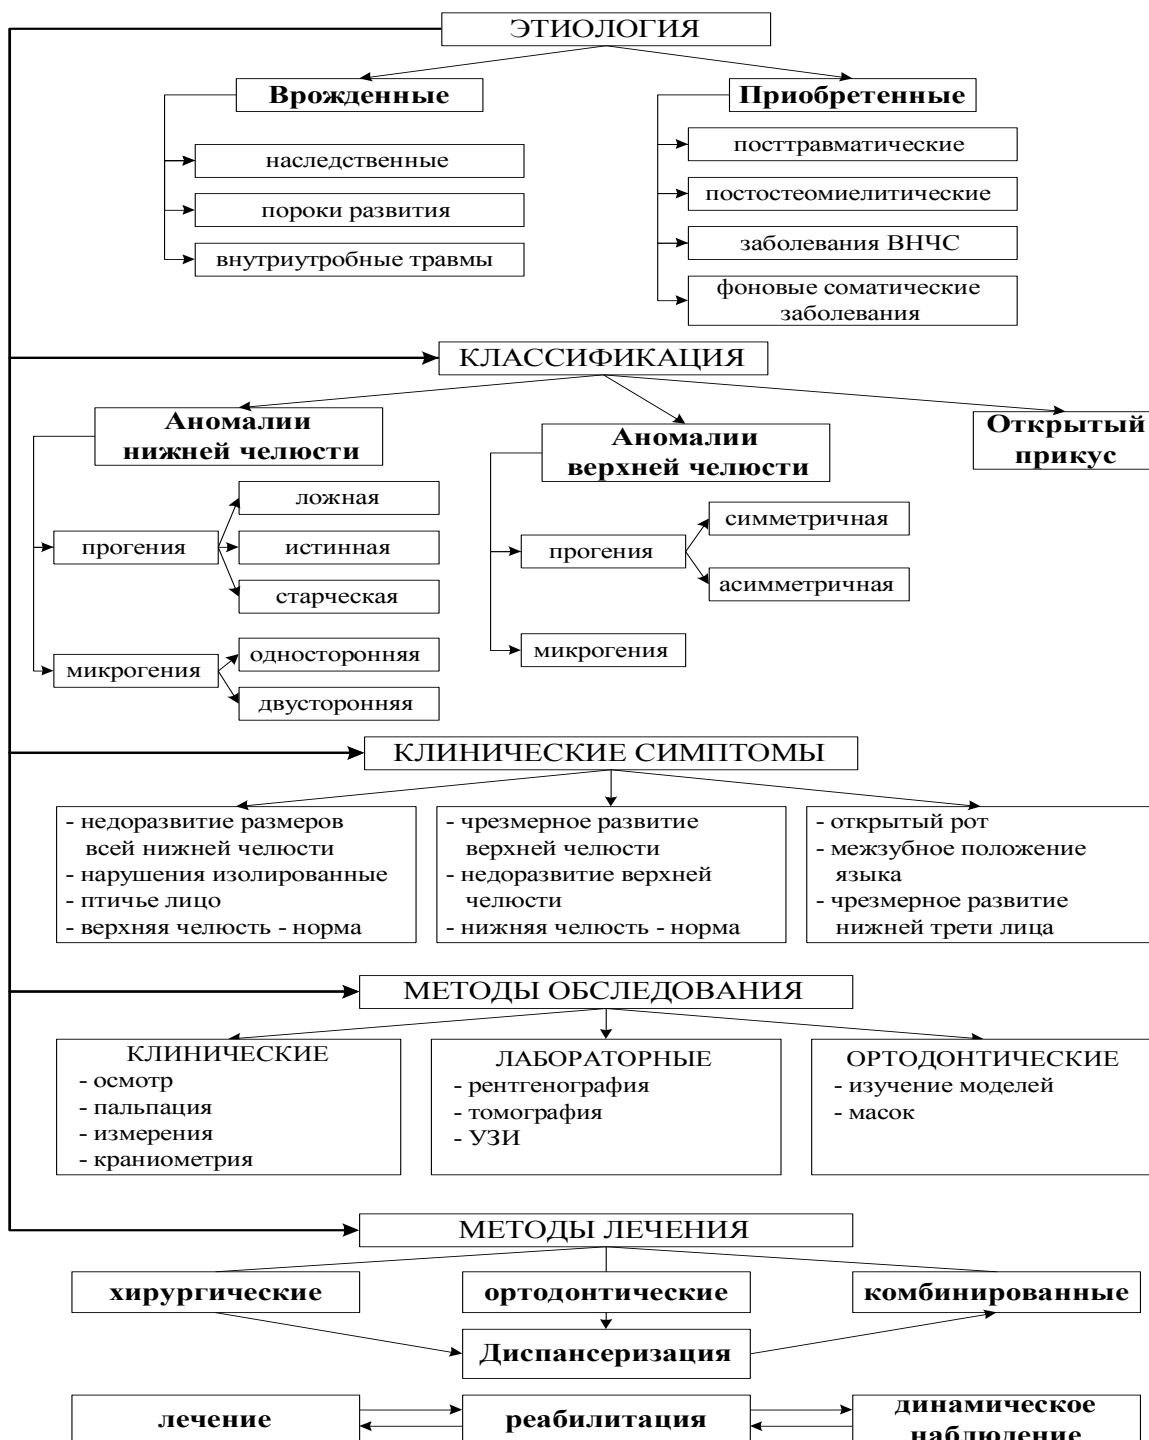 ЭТИОЛОГИЯ
Врожденные
наследственные
пороки развития
внутриутробные травмы
Приобретенные
посттравматические
постостеомиелитические
заболевания ВНЧС
фоновые соматические
заболевания
КЛАССИФИКАЦИЯ
Аномалии
нижней челюсти
прогения
ложная
истинная
старческая
микрогения
односторонняя
двусторонняя
Аномалии
верхней челюсти
прогения
симметричная
асимметричная
микрогения
Открытый
прикус
КЛИНИЧЕСКИЕ СИМПТОМЫ
- недоразвитие размеров
всей нижней челюсти
- нарушения изолированные
- птичье лицо
- верхняя челюсть - норма
- чрезмерное развитие
верхней челюсти
- недоразвитие верхней
челюсти
- нижняя челюсть - норма
- открытый рот
- межзубное положение
языка
- чрезмерное развитие
нижней трети лица
МЕТОДЫ ОБСЛЕДОВАНИЯ
КЛИНИЧЕСКИЕ
- осмотр
- пальпация
- измерения
- краниометрия
ЛАБОРАТОРНЫЕ
- рентгенография
- томография
- УЗИ
ОРТОДОНТИЧЕСКИЕ
- изучение моделей
- масок
МЕТОДЫ ЛЕЧЕНИЯ
хирургические
ортодонтические
комбинированные
Диспансеризация
лечение
реабилитация
динамическое
наблюдение